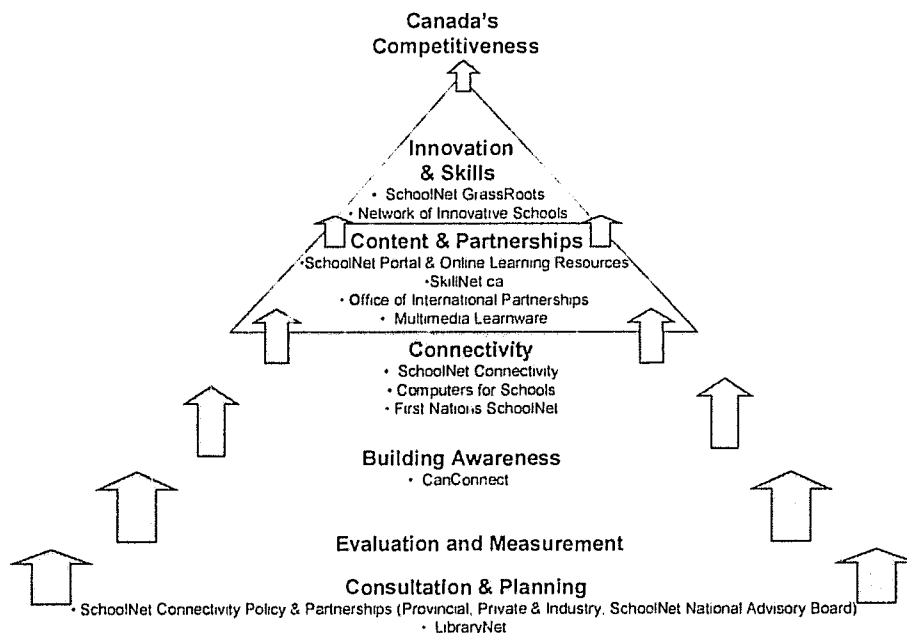 Canada's
Competitiveness
Innovation
& Skills
• SchoolNet GrassRoots
• Network of Innovative Schools
Content & Partnerships
•SchoolNet Portal & Online Learning Resources
•SkillNet ca
• Office of International Partnerships
• Multimedia Learnware
Connectivity
• SchoolNet Connectivity
• Computers for Schools
• First Nations SchoolNet
Building Awareness
• CanConnect
Evaluation and Measurement
Consultation & Planning
• SchoolNet Connectivity Policy & Partnerships (Provincial, Private & Industry, SchoolNet National Advisory Board)
• LibraryNet